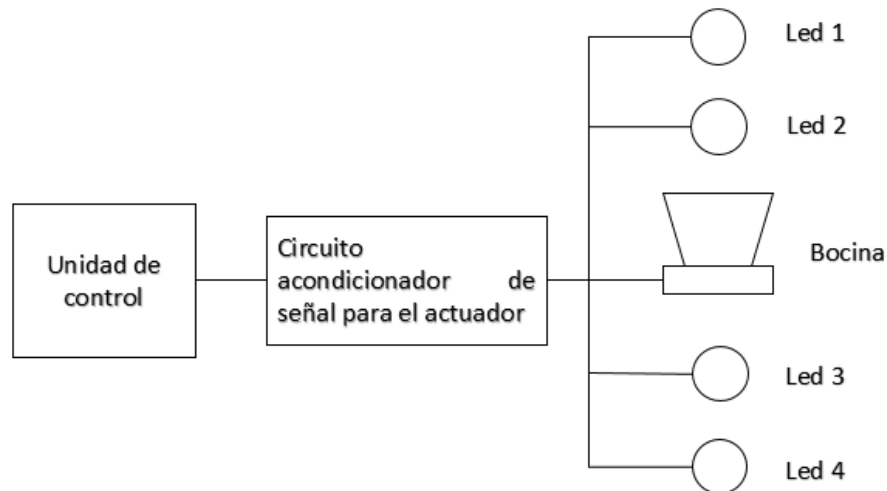 Led 1
Led 2
Unidad de
control
Circuito
acondicionador de
señal para el actuador
Bocina
Led 3
Led 4